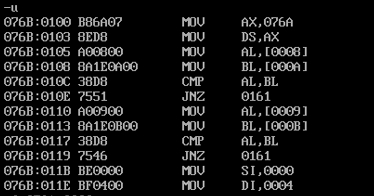 -u
076B:0100 B86A07 MOV AX,076A
076B:0103 8ED8 MOV DS,AX
076B:0105 A00800 MOV AL,[0008]
076B:0108 8A1E0A00 MOV BL,[000A]
076B:010C 38D8 CMP AL,BL
076B:010E 7551 JNZ 0161
076B:0110 A00900 MOV AL,[0009]
076B:0113 8A1E0B00 MOV BL,[000B]
076B:0117 38D8 CMP AL,BL
076B:0119 7546 JNZ 0161
076B:011B BE0000 MOV SI,0000
076B:011E BF0400 MOV DI,0004